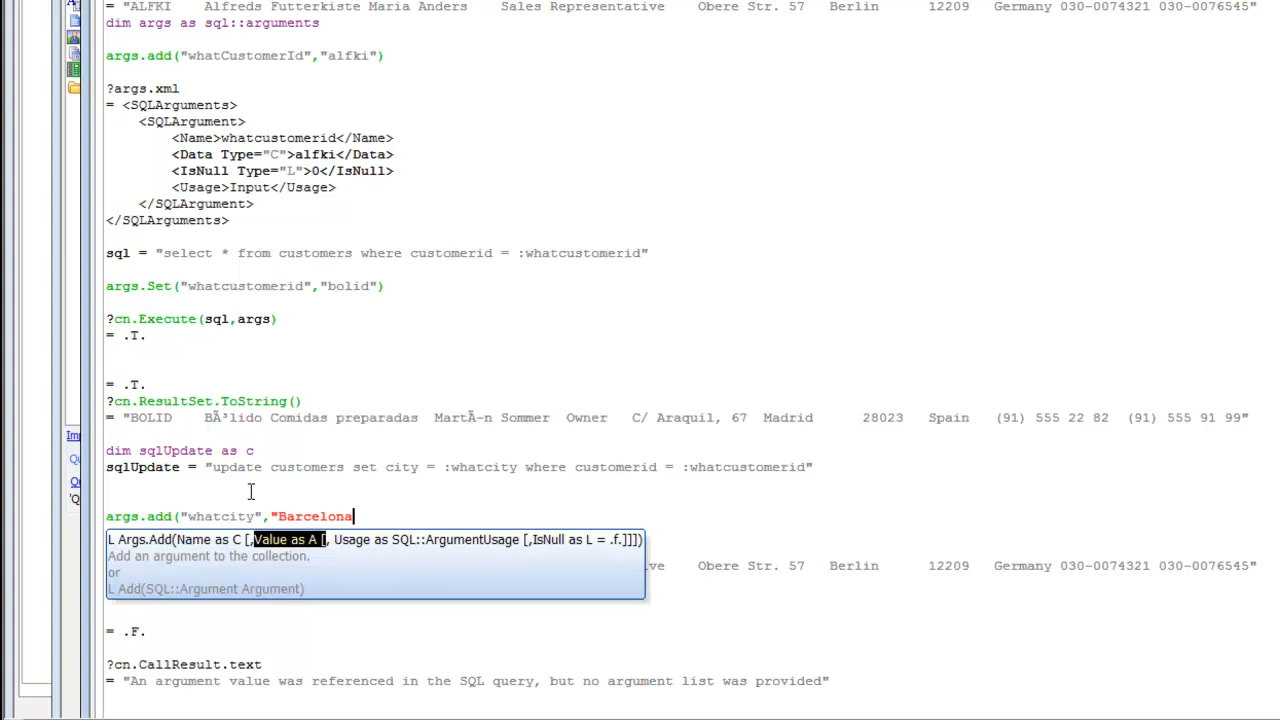 = "ALFKI Alfreds Futterkiste Maria Anders Sales Representative Obere Str. 57 Berlin 12209 Germany 030-0074321 030-0076545"
dim args as sql::arguments
args.add("whatCustomerId","alfki")
?args.xml
= <SQLArguments>
<SQLArgument>
<Name>whatcustomerid</Name>
<Data Type="C">alfki</Data>
<IsNull Type="L">0</IsNull>
<Usage>Input</Usage>
</SQLArgument>
</SQLArguments>
sql = "select * from customers where customerid = :whatcustomerid"
args.Set("whatcustomerid","bolid")
?cn.Execute(sql,args)
= .T.
= .T.
?cn.ResultSet.ToString()
= "BOLID BÃ³lido Comidas preparadas MartÃ­n Sommer Owner C/ Araquil, 67 Madrid 28023 Spain (91) 555 22 82 (91) 555 91 99"
Imp
dim sqlUpdate as c
sqlUpdate = "update customers set city = :whatcity where customerid = :whatcustomerid"
Qu
Qu
'Q
args.add("whatcity","Barcelona
L Args.Add(Name as C [,Value as A [, Usage as SQL::ArgumentUsage [,IsNull as L = .f.]]])
Add an argument to the collection.
or
L Add(SQL::Argument Argument)
ve Obere Str. 57 Berlin 12209 Germany 030-0074321 030-0076545"
= .F.
?cn.CallResult.text
= "An argument value was referenced in the SQL query, but no argument list was provided"